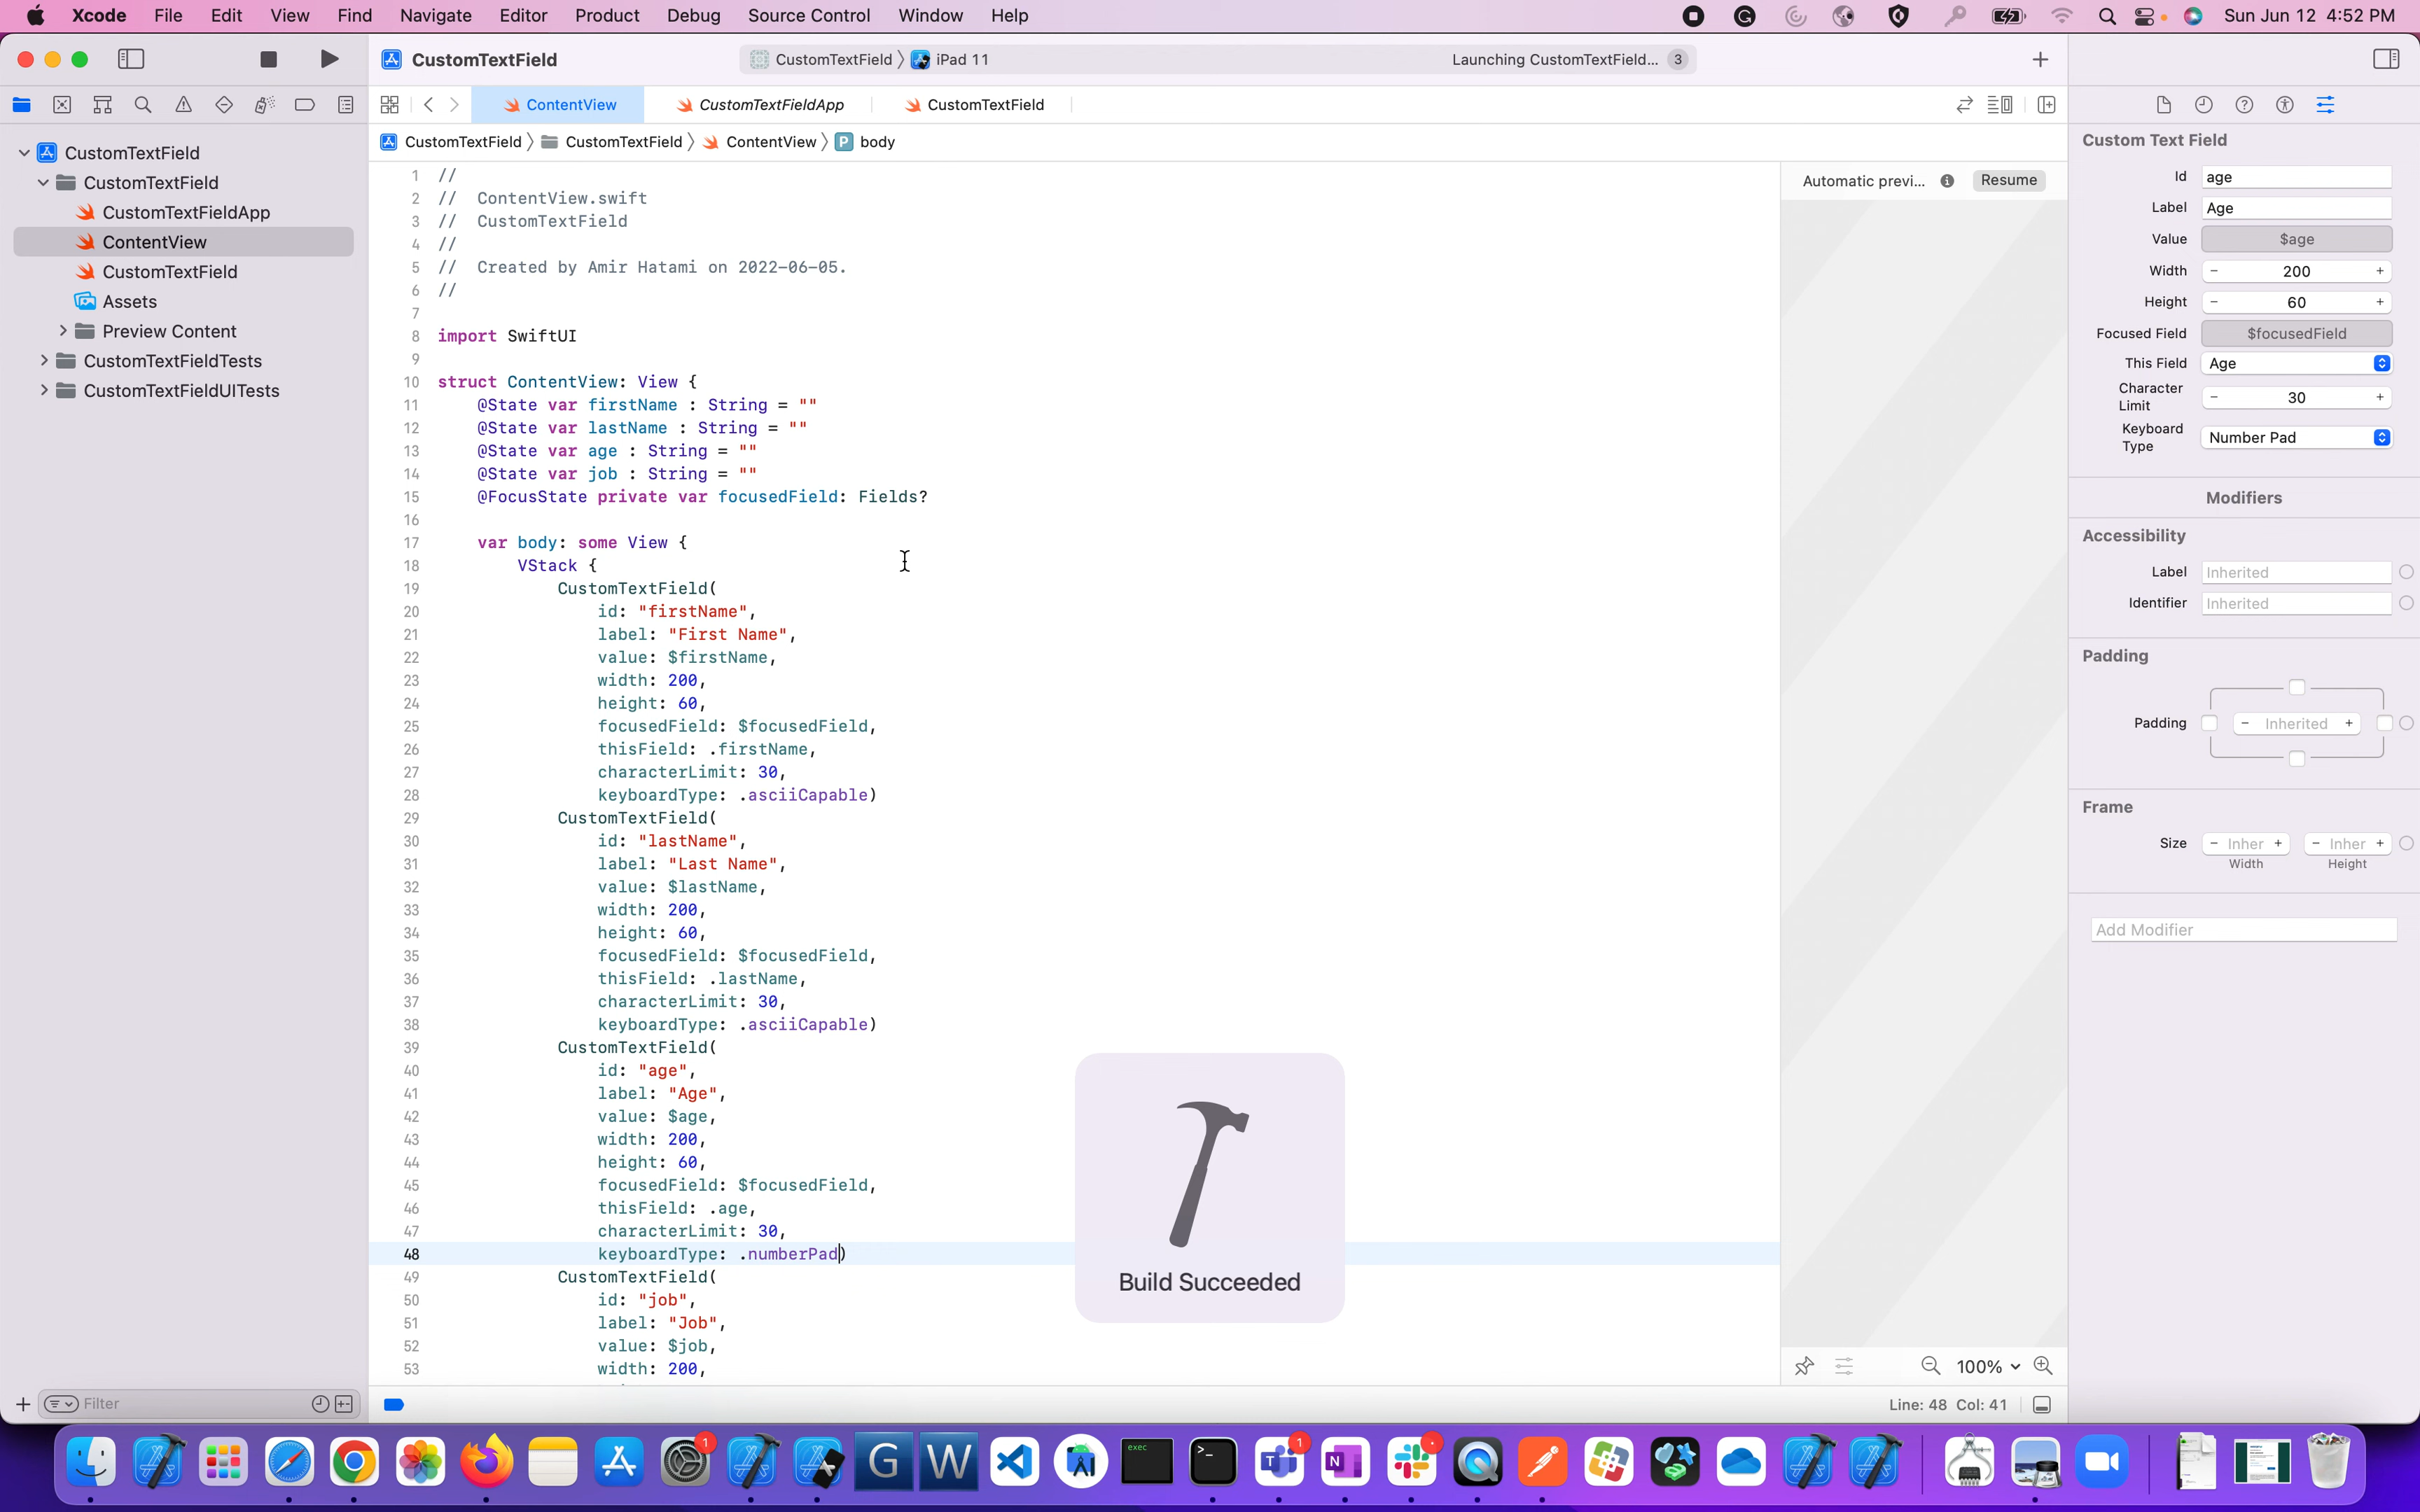 Xcode File Edit View Find Navigate Editor Product Debug Source Control Window Help Sun Jun 12 4:52 PM
CustomTextField CustomTextField iPad 11 Launching CustomTextField... 3
ContentView CustomTextFieldApp CustomTextField
CustomTextField CustomTextField ContentView P body
CustomTextField
CustomTextField
CustomTextFieldApp
ContentView
CustomTextField
Assets
Preview Content
CustomTextFieldTests
CustomTextFieldUITests
Filter
1 //
2 // ContentView.swift
3 // CustomTextField
4 //
5 // Created by Amir Hatami on 2022-06-05.
6 //
7
8 import SwiftUI
9
10 struct ContentView: View {
11 @State var firstName : String = ""
12 @State var lastName : String = ""
13 @State var age : String = ""
14 @State var job : String = ""
15 @FocusState private var focusedField: Fields?
16
17 var body: some View {
18 VStack {
19 CustomTextField(
20 id: "firstName",
21 label: "First Name",
22 value: $firstName,
23 width: 200,
24 height: 60,
25 focusedField: $focusedField,
26 thisField: .firstName,
27 characterLimit: 30,
28 keyboardType: .asciiCapable)
29 CustomTextField(
30 id: "lastName",
31 label: "Last Name",
32 value: $lastName,
33 width: 200,
34 height: 60,
35 focusedField: $focusedField,
36 thisField: .lastName,
37 characterLimit: 30,
38 keyboardType: .asciiCapable)
39 CustomTextField(
40 id: "age",
41 label: "Age",
42 value: $age,
43 width: 200,
44 height: 60,
45 focusedField: $focusedField,
46 thisField: .age,
47 characterLimit: 30,
48 keyboardType: .numberPad)
49 CustomTextField(
50 id: "job",
51 label: "Job",
52 value: $job,
53 width: 200,
Build Succeeded
Automatic previ... Resume
100%
Line: 48 Col: 41
Custom Text Field
Id age
Label Age
Value $age
Width - 200 +
Height - 60 +
Focused Field $focusedField
This Field Age
Character
Limit - 30 +
Keyboard
Type Number Pad
Modifiers
Accessibility
Label Inherited
Identifier Inherited
Padding
Padding - Inherited +
Frame
Size - Inher + - Inher +
Width Height
Add Modifier
1 G W exec >_ 1 T N